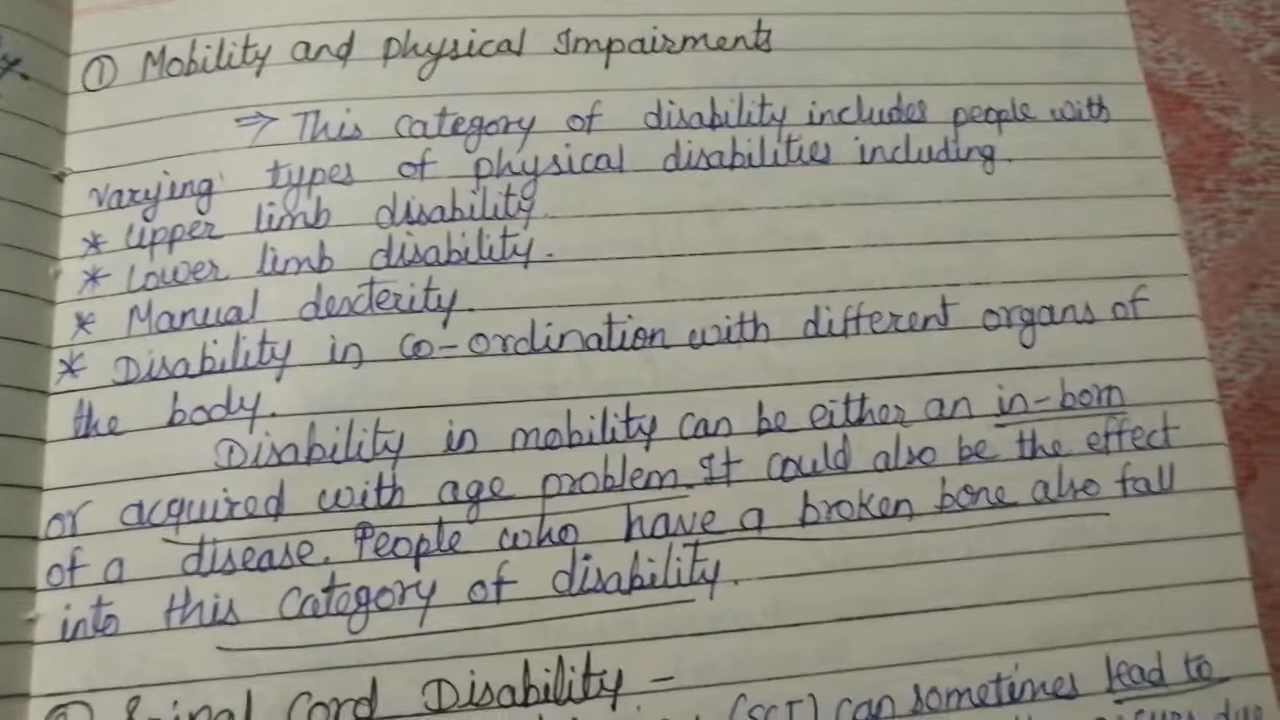 ① Mobility and physical Impairments
⇒ This category of disability includes people with
varying types of physical disabilities including
* Upper limb disability.
* Lower limb disability.
* Manual dexterity.
* Disability in co-ordination with different organs of
the body.
Disability in mobility can be either an in-born
or acquired with age problem. It could also be the effect
of a disease. People who have a broken bone also fall
into this category of disability.
Cord Disability -
(SCI) can sometimes lead to